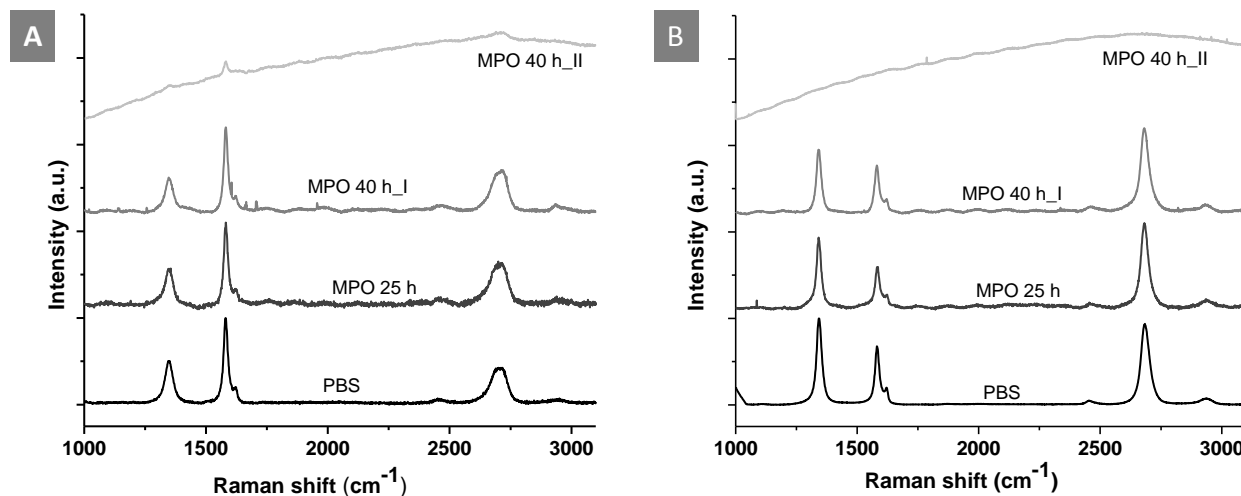 A
MPO 40 h_II
MPO 40 h_I
MPO 25 h
PBS
Intensity (a.u.)
1000 1500 2000 2500 3000
Raman shift (cm-1)
B
MPO 40 h_II
MPO 40 h_I
MPO 25 h
PBS
Intensity (a.u.)
1000 1500 2000 2500 3000
Raman shift (cm-1)